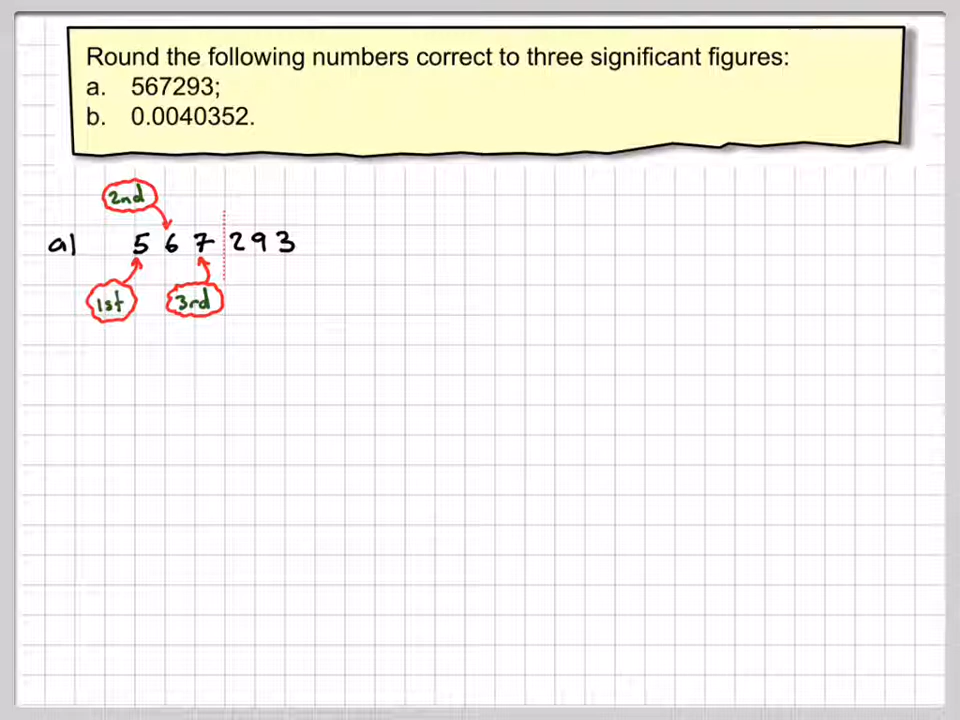 Round the following numbers correct to three significant figures:
a. 567293;
b. 0.0040352.
2nd
a) 5 6 7 2 9 3
1st 3rd